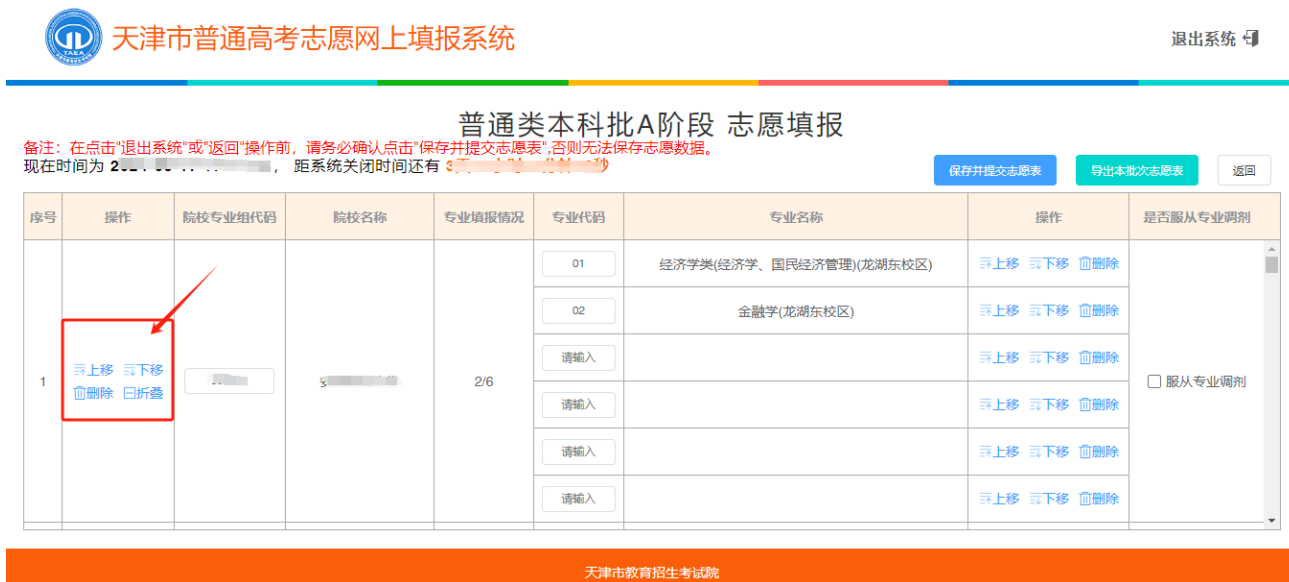 天津市普通高考志愿网上填报系统
退出系统
TAEA
普通类本科批A阶段 志愿填报
备注：在点击"退出系统"或"返回"操作前，请务必确认点击"保存并提交志愿表",否则无法保存志愿数据。
现在时间为 ， 距系统关闭时间还有
保存并提交志愿表 导出本批次志愿表 返回
序号 操作 院校专业组代码 院校名称 专业填报情况 专业代码 专业名称 操作 是否服从专业调剂
01 经济学类(经济学、国民经济管理)(龙湖东校区) 上移 下移 删除
02 金融学(龙湖东校区) 上移 下移 删除
请输入 上移 下移 删除
上移 下移
1 2/6 服从专业调剂
删除 折叠
请输入 上移 下移 删除
请输入 上移 下移 删除
请输入 上移 下移 删除
天津市教育招生考试院